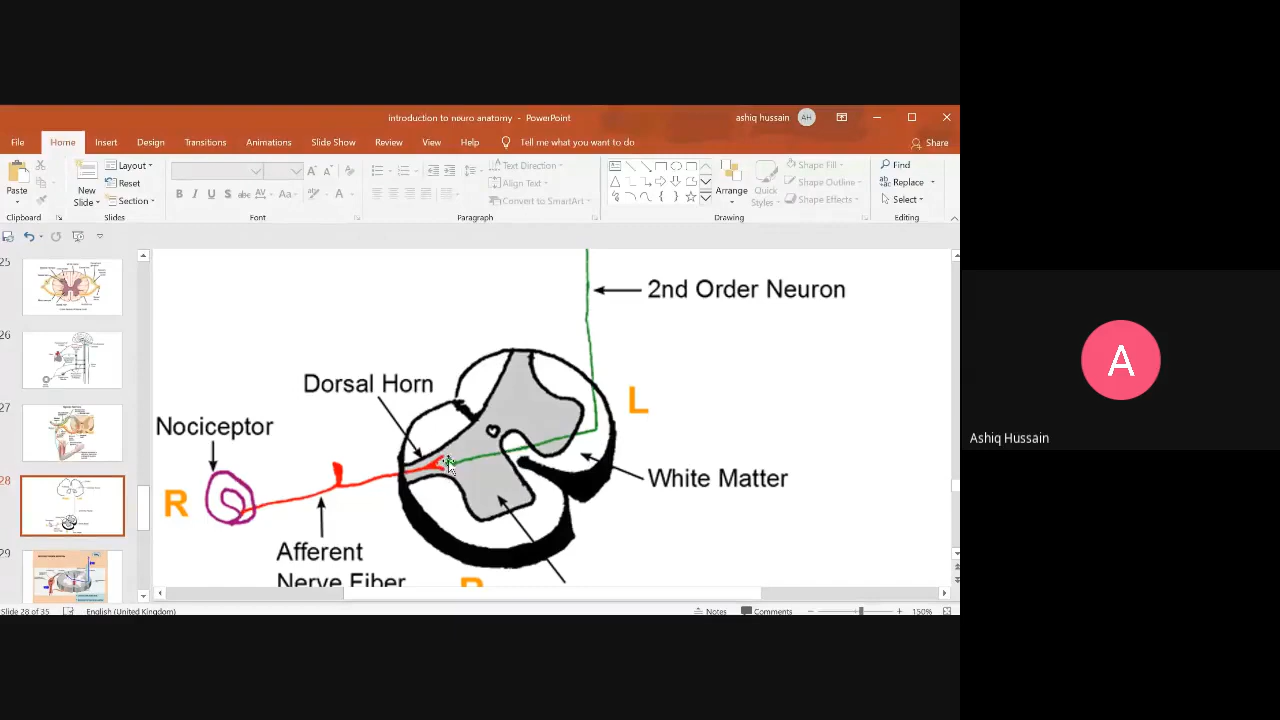 introduction to neuro anatomy - PowerPoint
ashiq hussain
AH
File
Home
Insert
Design
Transitions
Animations
Slide Show
Review
View
Help
Tell me what you want to do
Share
Paste
New
Slide
Layout
Reset
Section
B I U S abc AV Aa A
Text Direction
Align Text
Convert to SmartArt
Arrange
Quick
Styles
Shape Fill
Shape Outline
Shape Effects
Find
Replace
Select
Clipboard
Slides
Font
Paragraph
Drawing
Editing
25
26
27
28
29
2nd Order Neuron
Dorsal Horn
L
Nociceptor
White Matter
R
Afferent
Nerve Fiber
A
Ashiq Hussain
Slide 28 of 35
English (United Kingdom)
Notes
Comments
150%